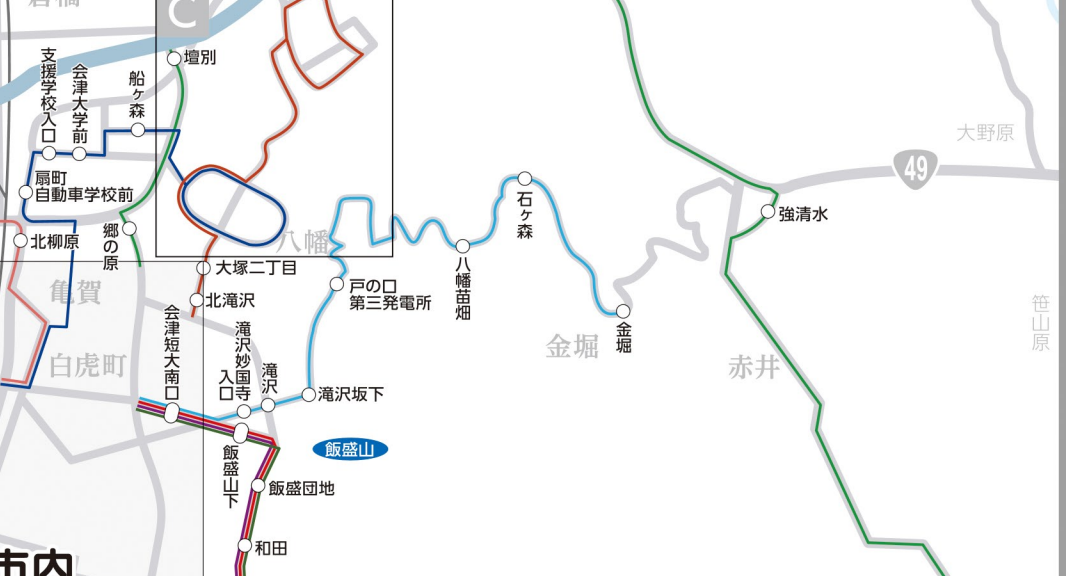 C
壇別
支援学校入口
会津大学前
船ヶ森
大野原
49
扇町
自動車学校前
石ヶ森
強清水
郷の原
北柳原
八幡
大塚二丁目
八幡苗畑
戸の口
第三発電所
亀賀
北滝沢
笹山原
会津短大南口
滝沢妙国寺
入口
金堀
金堀
白虎町
滝沢
赤井
滝沢坂下
飯盛山
飯盛山下
飯盛団地
和田
市内